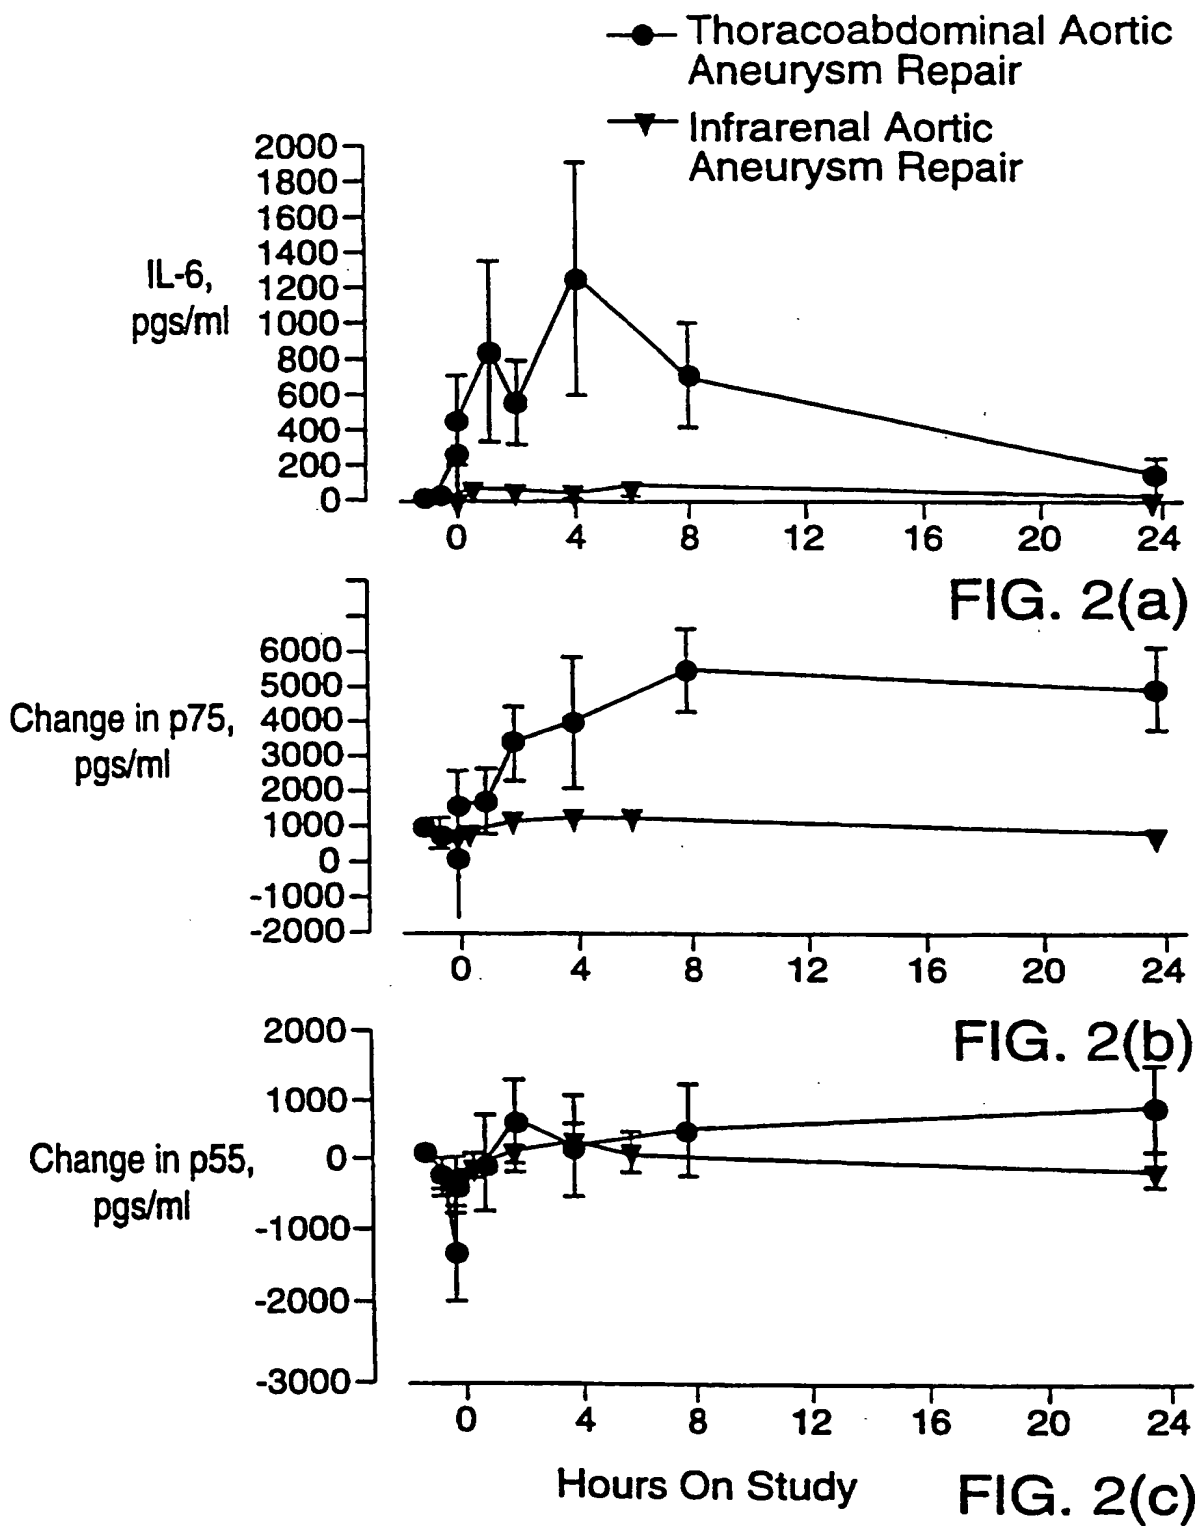 Thoracoabdominal Aortic
Aneurysm Repair
Infrarenal Aortic
Aneurysm Repair
2000
1800
1600
1400
1200
1000
800
600
400
200
0
IL-6,
pgs/ml
0 4 8 12 16 20 24
FIG. 2(a)
6000
5000
4000
3000
2000
1000
0
-1000
-2000
Change in p75,
pgs/ml
0 4 8 12 16 20 24
FIG. 2(b)
2000
1000
0
-1000
-2000
-3000
Change in p55,
pgs/ml
0 4 8 12 16 20 24
Hours On Study
FIG. 2(c)